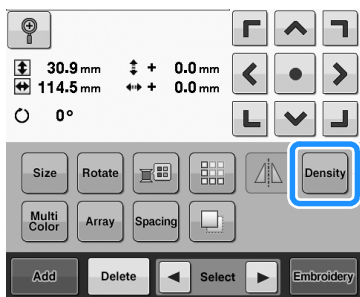 30.9 mm + 0.0 mm
114.5 mm + 0.0 mm
0°
Size Rotate Density
Multi Color Array Spacing
Add Delete Select Embroidery